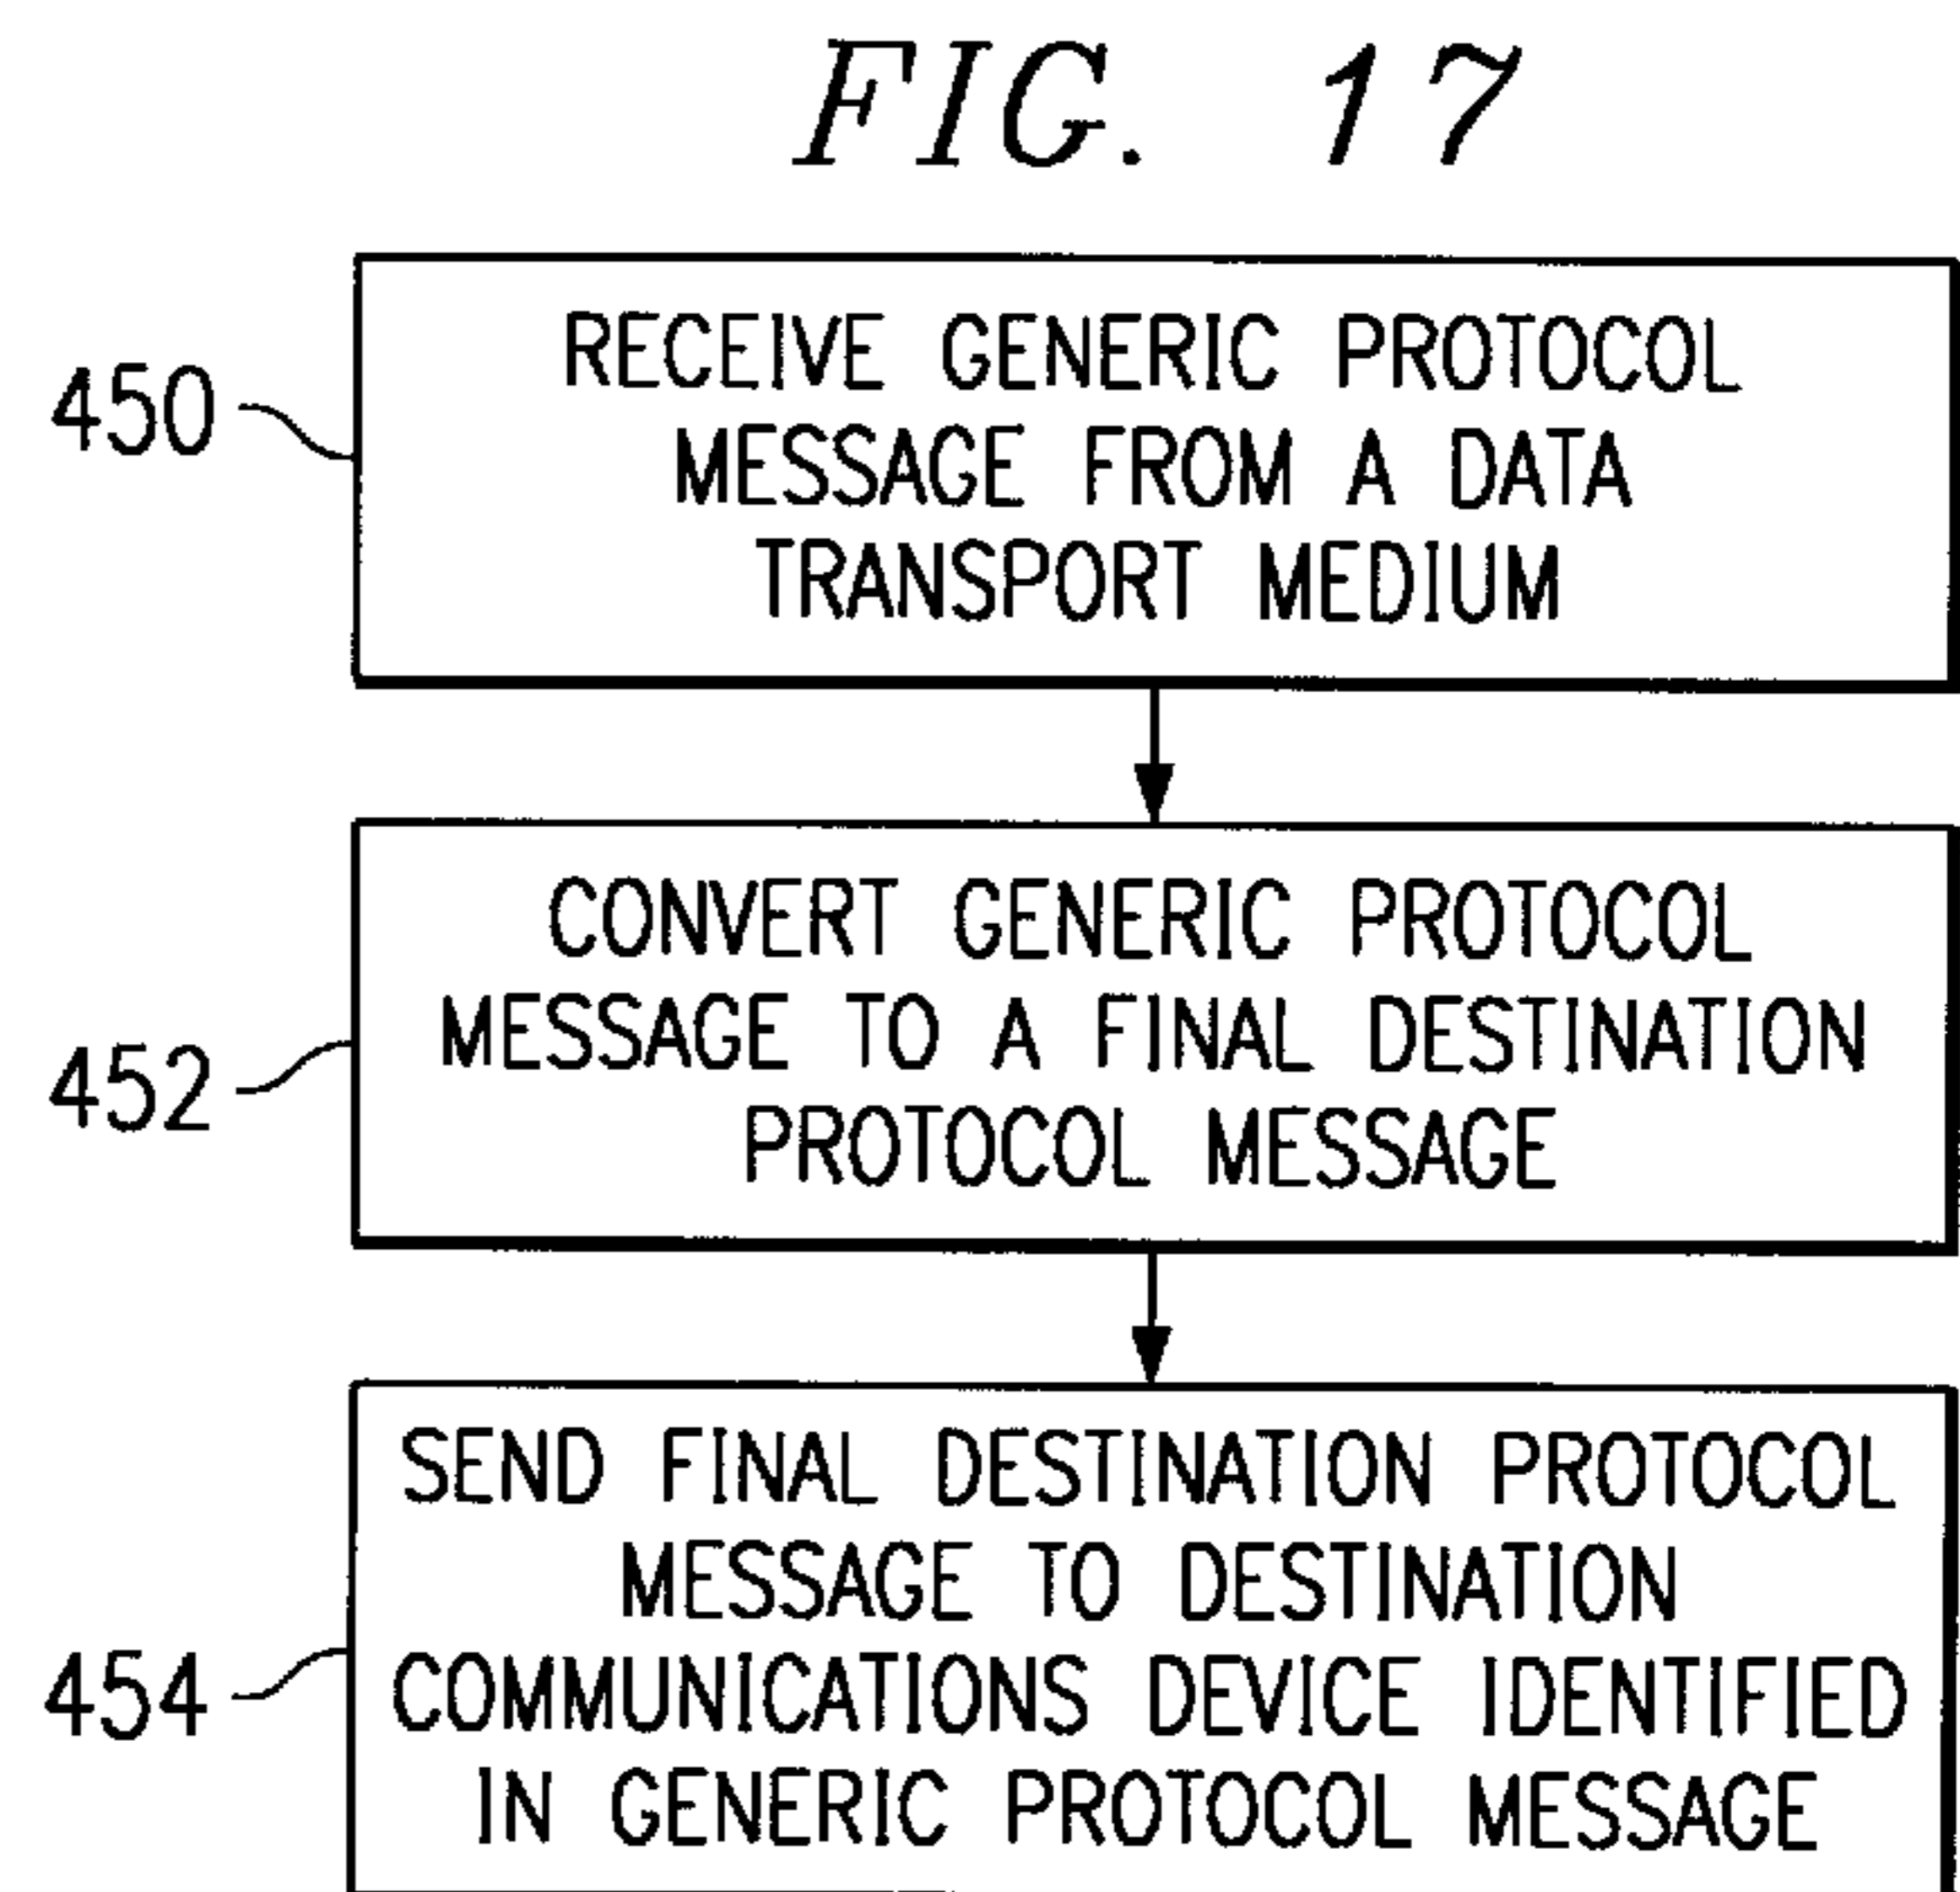 FIG. 17
450
RECEIVE GENERIC PROTOCOL
MESSAGE FROM A DATA
TRANSPORT MEDIUM
452
CONVERT GENERIC PROTOCOL
MESSAGE TO A FINAL DESTINATION
PROTOCOL MESSAGE
454
SEND FINAL DESTINATION PROTOCOL
MESSAGE TO DESTINATION
COMMUNICATIONS DEVICE IDENTIFIED
IN GENERIC PROTOCOL MESSAGE